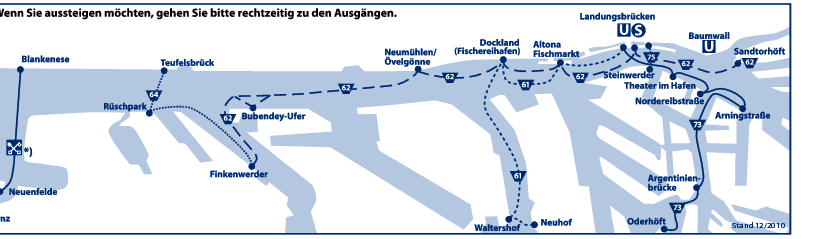 Wenn Sie aussteigen möchten, gehen Sie bitte rechtzeitig zu den Ausgängen.
Landungsbrücken
U S
Baumwall
U
Sandtorhöft
62
Dockland
(Fischereihafen)
Altona
Fischmarkt
Neumühlen/
Övelgönne
Blankenese
Teufelsbrück
75
62
62
62
61
62
Steinwerder
Theater im Hafen
Norderelbstraße
Arningstraße
64
Rüschpark
62
Bubendey-Ufer
73
*)
Finkenwerder
61
Neuenfelde
Argentinien-
brücke
73
nz
Waltershof
Neuhof
Oderhöft
Stand 12/2010